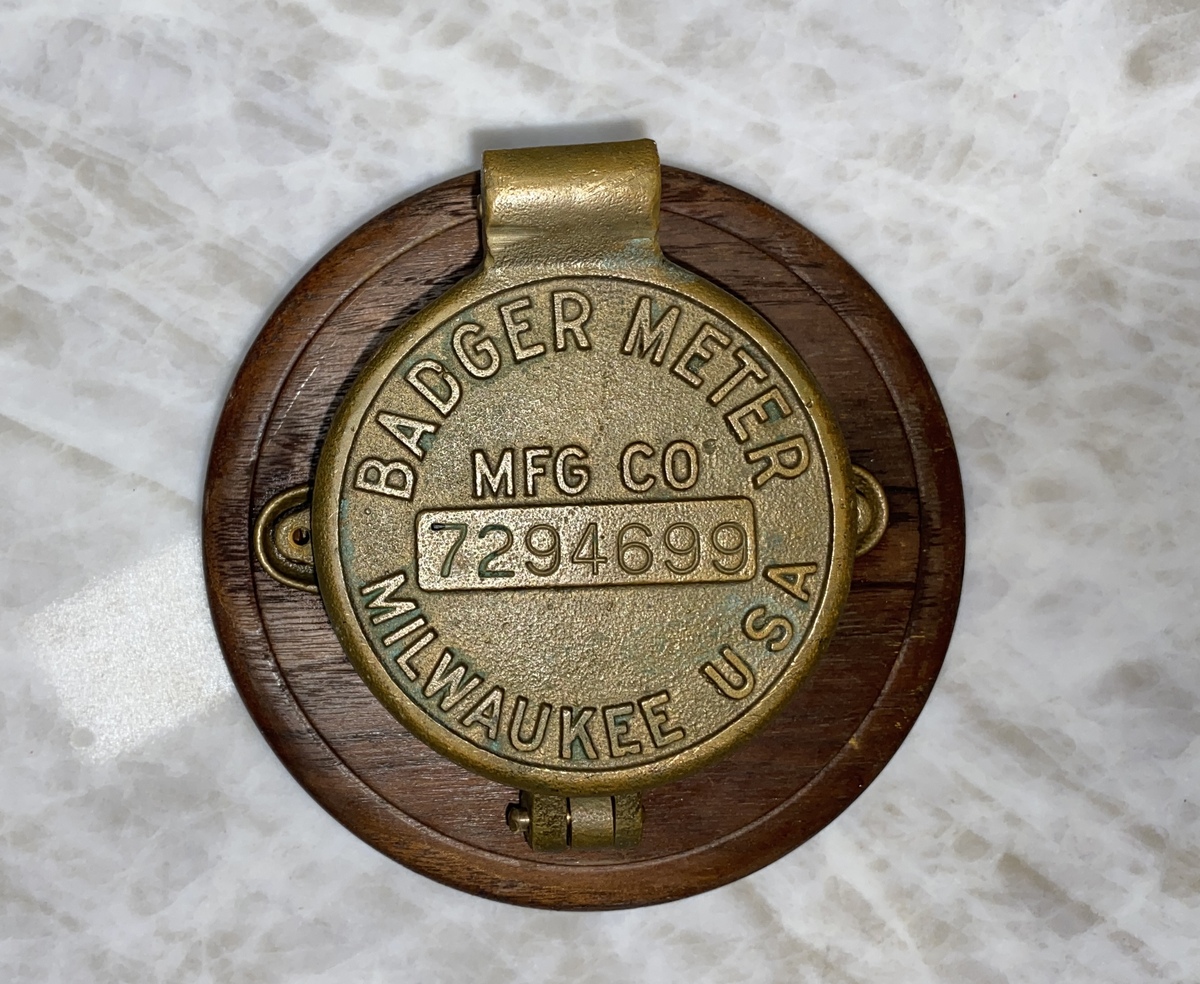 BADGER METER
MFG CO
7294699
MILWAUKEE USA